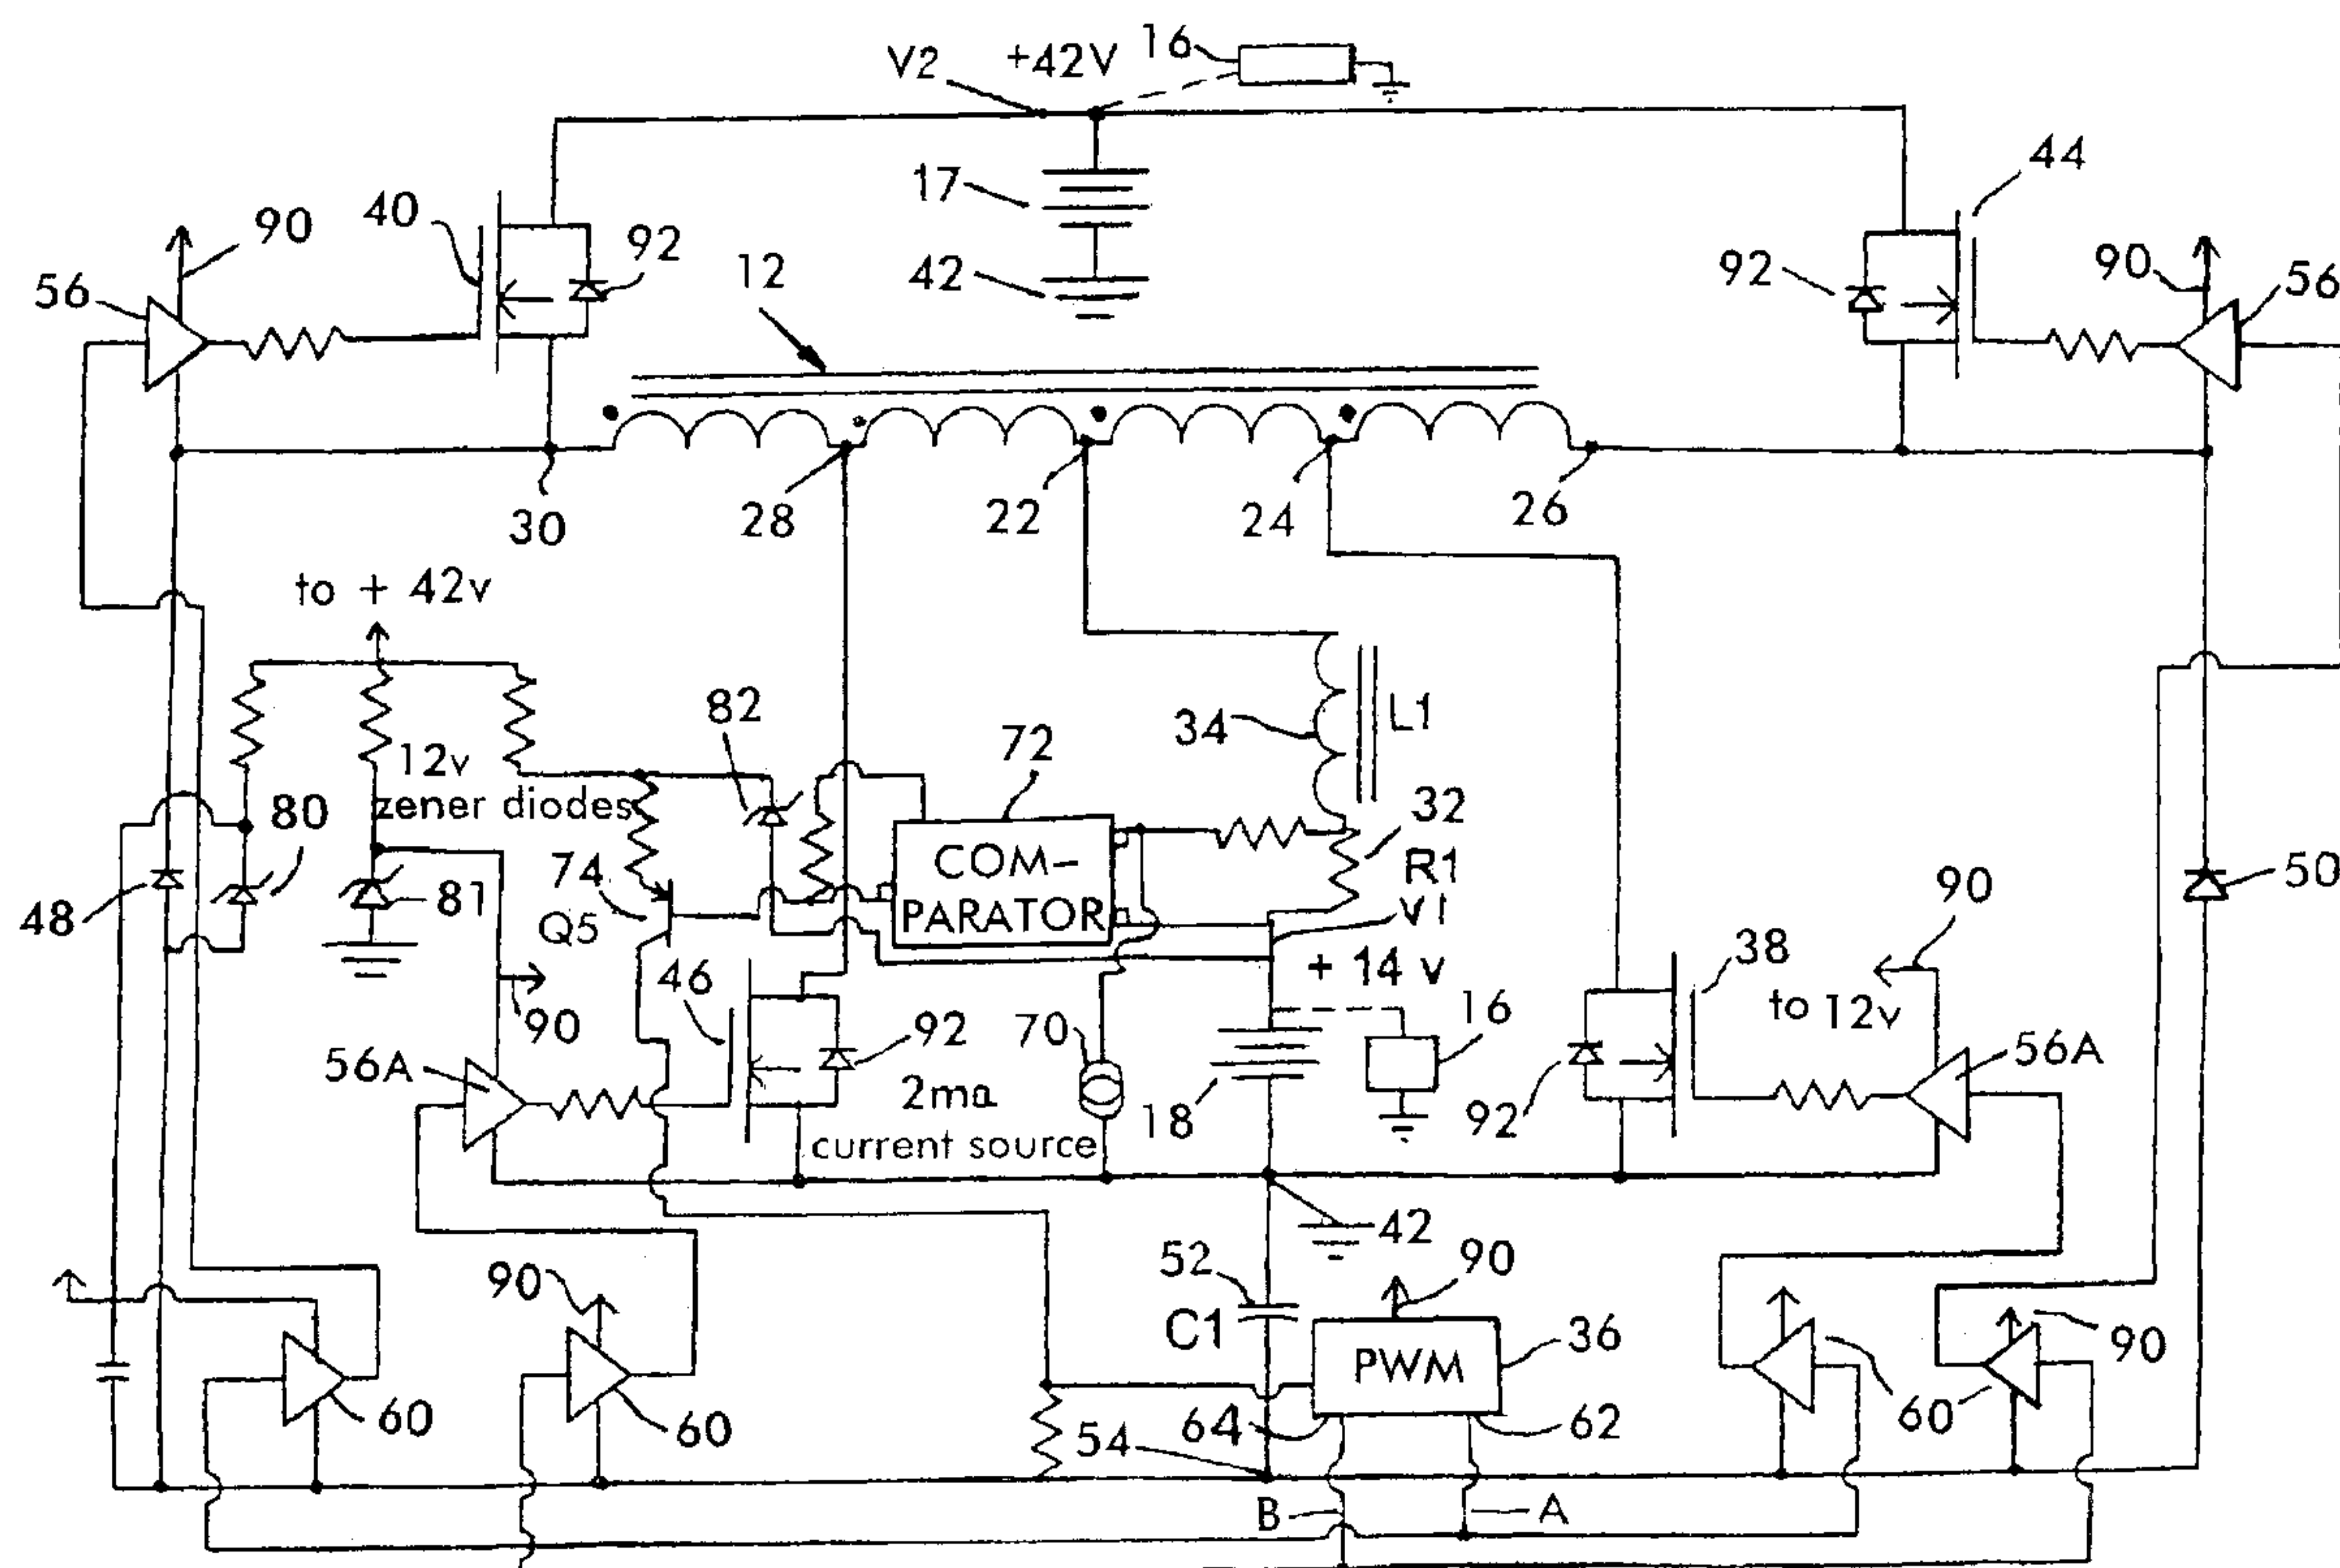 V2 +42V 16
17
42
40
90
56
92
12
44
92
90
56
30
28
22
24
26
to + 42v
12v
zener diodes
82
72
34
L1
32
R1
V1
COM-
PARATOR
80
48
81
74
Q5
90
46
92
+ 14 v
16
70
18
2ma
current source
56A
38
90
to 12v
92
56A
50
42
52
C1
90
PWM
36
64
62
54
90
60
60
60
90
B
A